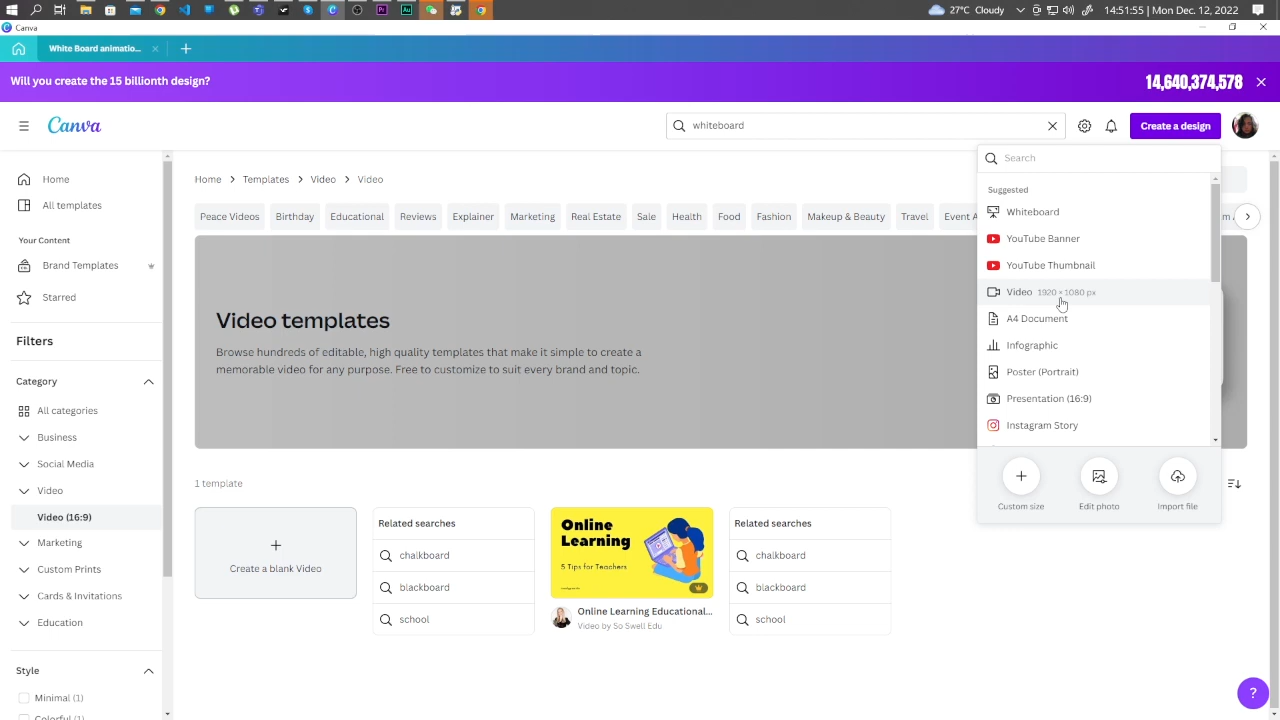 27°C Cloudy
14:51:55 | Mon Dec, 12, 2022
Canva
White Board animatio...
Will you create the 15 billionth design?
14,640,374,578
Canva
whiteboard
Create a design
Home
All templates
Your Content
Brand Templates
Starred
Filters
Category
All categories
Business
Social Media
Video
Video (16:9)
Marketing
Custom Prints
Cards & Invitations
Education
Style
Minimal (1)
Colorful (1)
Home
Templates
Video
Video
Peace Videos
Birthday
Educational
Reviews
Explainer
Marketing
Real Estate
Sale
Health
Food
Fashion
Makeup & Beauty
Travel
Event A
Video templates
Browse hundreds of editable, high quality templates that make it simple to create a
memorable video for any purpose. Free to customize to suit every brand and topic.
1 template
Create a blank Video
Related searches
chalkboard
blackboard
school
Online
Learning
5 Tips for Teachers
Online Learning Educational...
Video by So Swell Edu
Related searches
chalkboard
blackboard
school
Search
Suggested
Whiteboard
YouTube Banner
YouTube Thumbnail
Video 1920 × 1080 px
A4 Document
Infographic
Poster (Portrait)
Presentation (16:9)
Instagram Story
Custom size
Edit photo
Import file
?